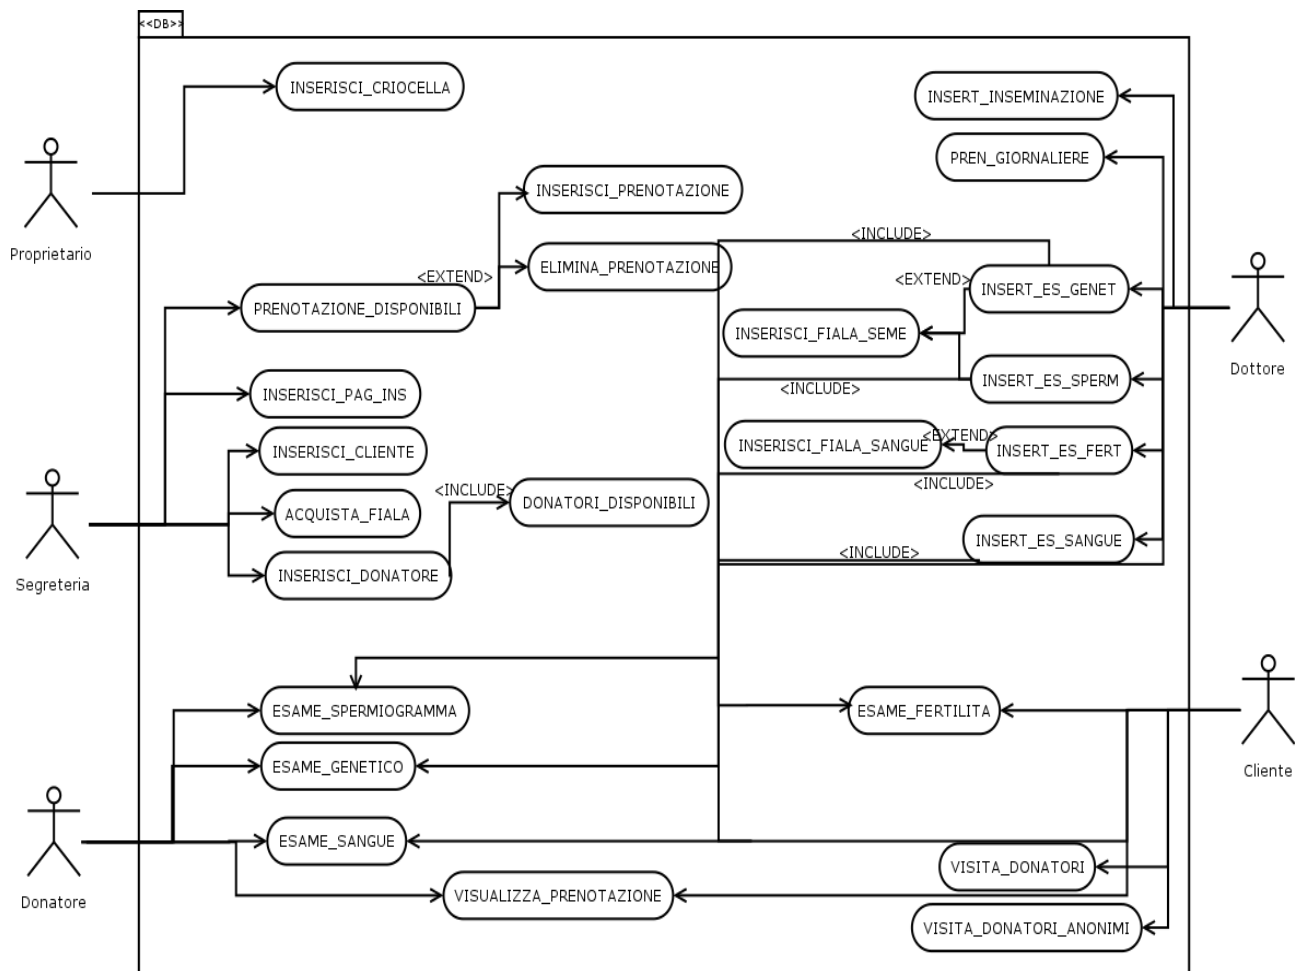 <<DB>>
INSERISCI_CRIOCELLA
INSERT_INSEMINAZIONE
PREN_GIORNALIERE
INSERISCI_PRENOTAZIONE
Proprietario
<INCLUDE>
ELIMINA_PRENOTAZIONE
<EXTEND>
<EXTEND>
INSERT_ES_GENET
PRENOTAZIONE_DISPONIBILI
INSERISCI_FIALA_SEME
Dottore
INSERT_ES_SPERM
<INCLUDE>
INSERISCI_PAG_INS
<EXTEND>
INSERISCI_FIALA_SANGUE
INSERT_ES_FERT
INSERISCI_CLIENTE
<INCLUDE>
<INCLUDE>
DONATORI_DISPONIBILI
ACQUISTA_FIALA
INSERT_ES_SANGUE
<INCLUDE>
INSERISCI_DONATORE
Segreteria
ESAME_SPERMIOGRAMMA
ESAME_FERTILITA
ESAME_GENETICO
Cliente
ESAME_SANGUE
VISITA_DONATORI
VISUALIZZA_PRENOTAZIONE
Donatore
VISITA_DONATORI_ANONIMI